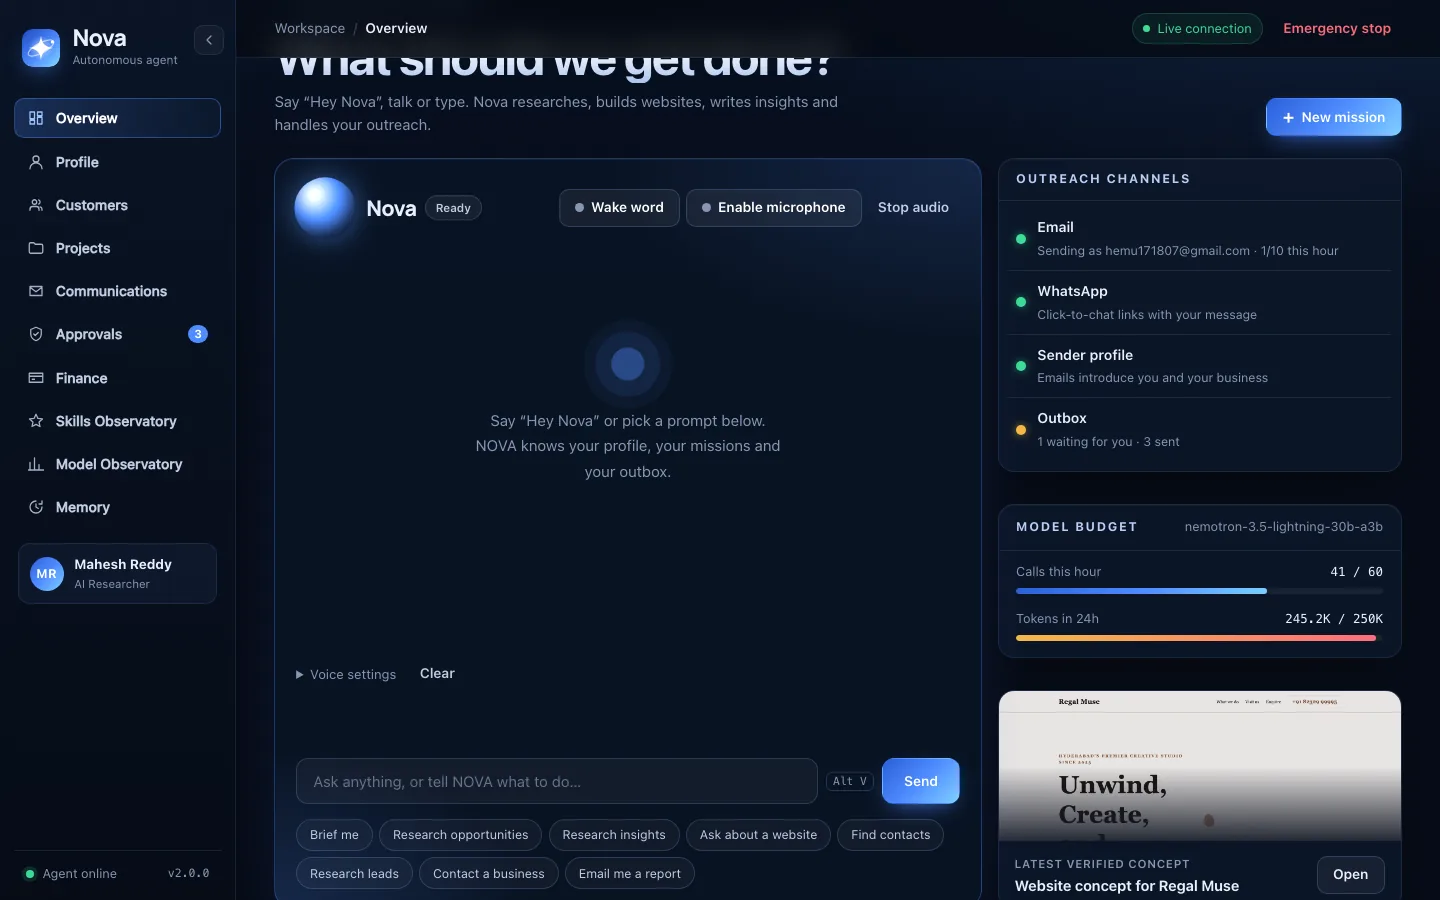 Nova
Autonomous agent
Overview
Profile
Customers
Projects
Communications
Approvals
3
Finance
Skills Observatory
Model Observatory
Memory
MR
Mahesh Reddy
AI Researcher
Agent online
v2.0.0
Workspace / Overview
Live connection
Emergency stop
What should we get done?
Say “Hey Nova”, talk or type. Nova researches, builds websites, writes insights and
handles your outreach.
+ New mission
Nova
Ready
Wake word
Enable microphone
Stop audio
Say “Hey Nova” or pick a prompt below.
NOVA knows your profile, your missions and
your outbox.
Voice settings
Clear
Ask anything, or tell NOVA what to do...
Alt V
Send
Brief me
Research opportunities
Research insights
Ask about a website
Find contacts
Research leads
Contact a business
Email me a report
OUTREACH CHANNELS
Email
Sending as hemu171807@gmail.com · 1/10 this hour
WhatsApp
Click-to-chat links with your message
Sender profile
Emails introduce you and your business
Outbox
1 waiting for you · 3 sent
MODEL BUDGET
nemotron-3.5-lightning-30b-a3b
Calls this hour
41 / 60
Tokens in 24h
245.2K / 250K
Regal Muse
HYDERABAD'S PREMIER CREATIVE STUDIO
Unwind,
Create,
LATEST VERIFIED CONCEPT
Website concept for Regal Muse
Open